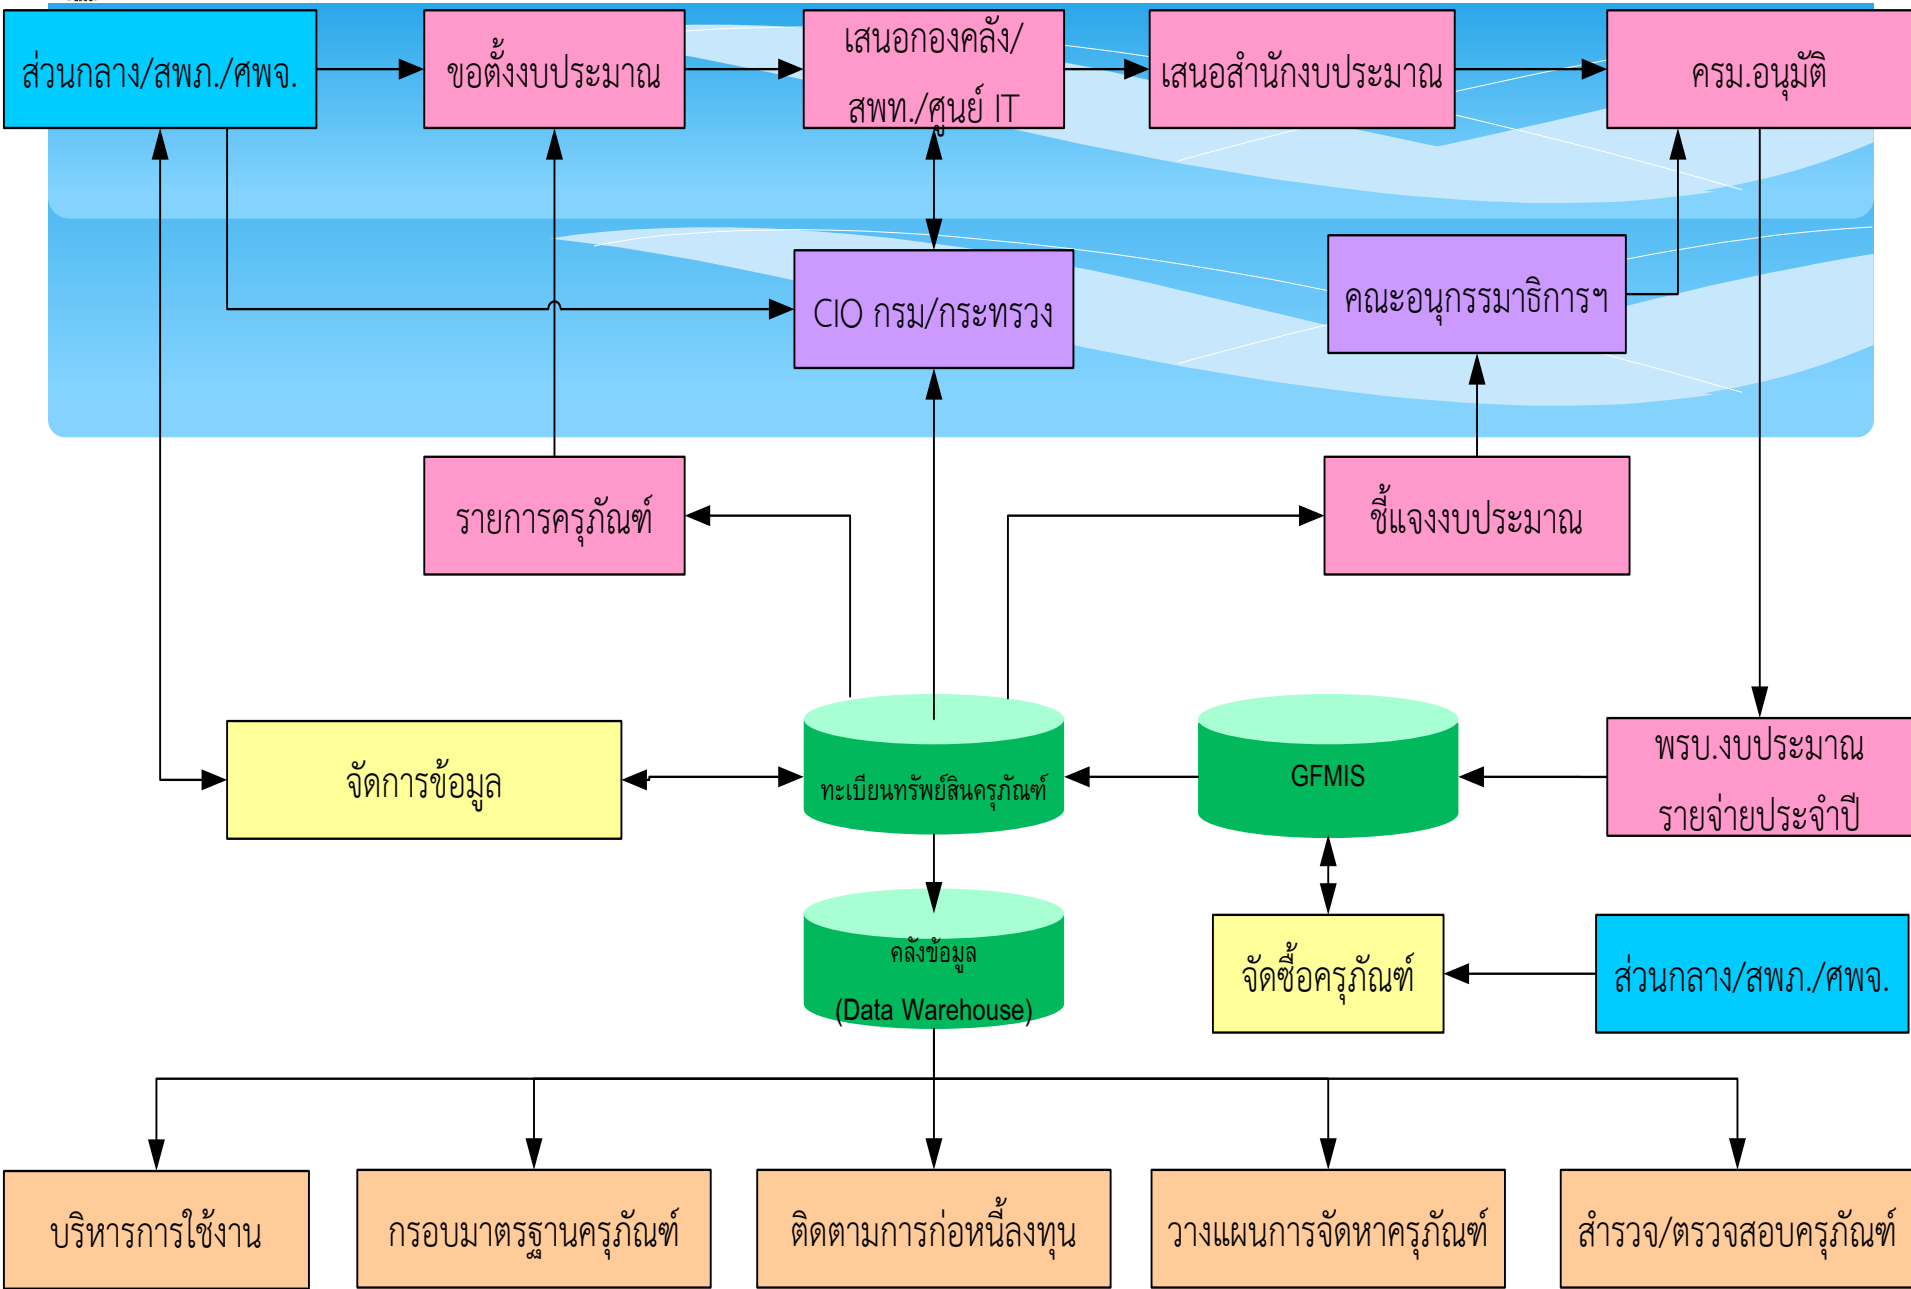 ส่วนกลาง/สพภ./ศพจ.
ขอตั้งงบประมาณ
เสนอกองคลัง/
สพท./ศูนย์ IT
เสนอสำนักงบประมาณ
ครม.อนุมัติ
CIO กรม/กระทรวง
คณะอนุกรรมาธิการฯ
รายการครุภัณฑ์
ชี้แจงงบประมาณ
จัดการข้อมูล
ทะเบียนทรัพย์สินครุภัณฑ์
GFMIS
พรบ.งบประมาณ
รายจ่ายประจำปี
คลังข้อมูล
(Data Warehouse)
จัดซื้อครุภัณฑ์
ส่วนกลาง/สพภ./ศพจ.
บริหารการใช้งาน
กรอบมาตรฐานครุภัณฑ์
ติดตามการก่อหนี้ลงทุน
วางแผนการจัดหาครุภัณฑ์
สำรวจ/ตรวจสอบครุภัณฑ์